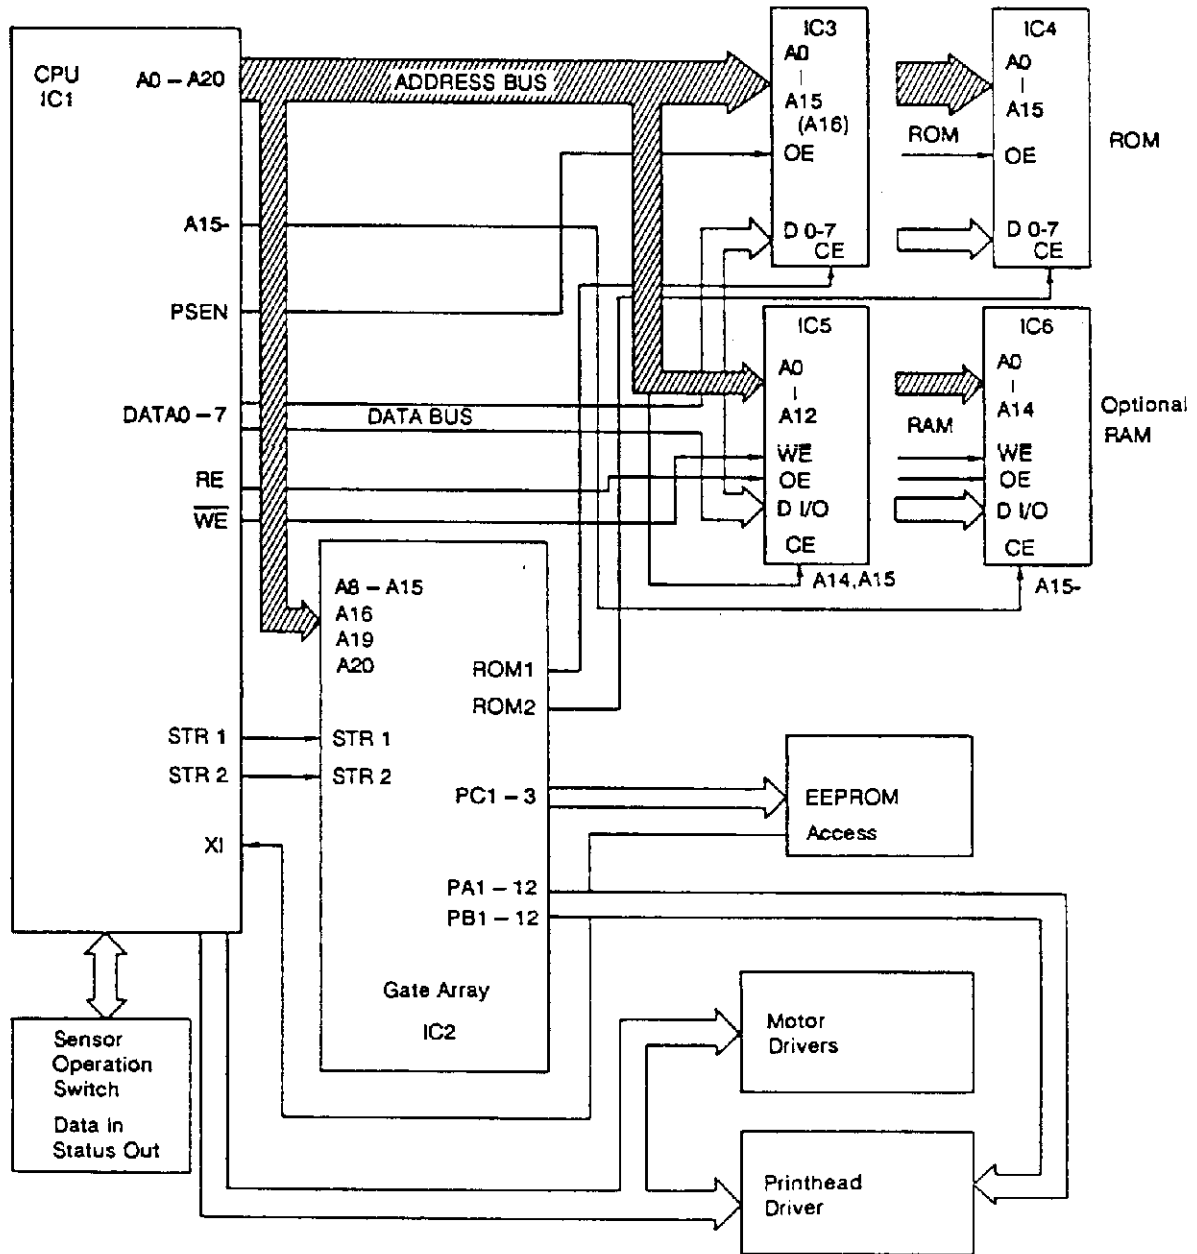 CPU
IC1
A0 – A20
A15-
PSEN
DATA0 – 7
RE
WE
STR 1
STR 2
XI
ADDRESS BUS
DATA BUS
IC3
A0
|
A15
(A16)
OE
D 0-7
CE
ROM
IC4
A0
|
A15
OE
D 0-7
CE
ROM
IC5
A0
|
A12
WE
OE
D I/O
CE
A14,A15
RAM
IC6
A0
|
A14
WE
OE
D I/O
CE
A15-
Optional
RAM
A8 – A15
A16
A19
A20
ROM1
ROM2
STR 1
STR 2
PC1 – 3
PA1 – 12
PB1 – 12
Gate Array
IC2
EEPROM
Access
Sensor
Operation
Switch
Data In
Status Out
Motor
Drivers
Printhead
Driver